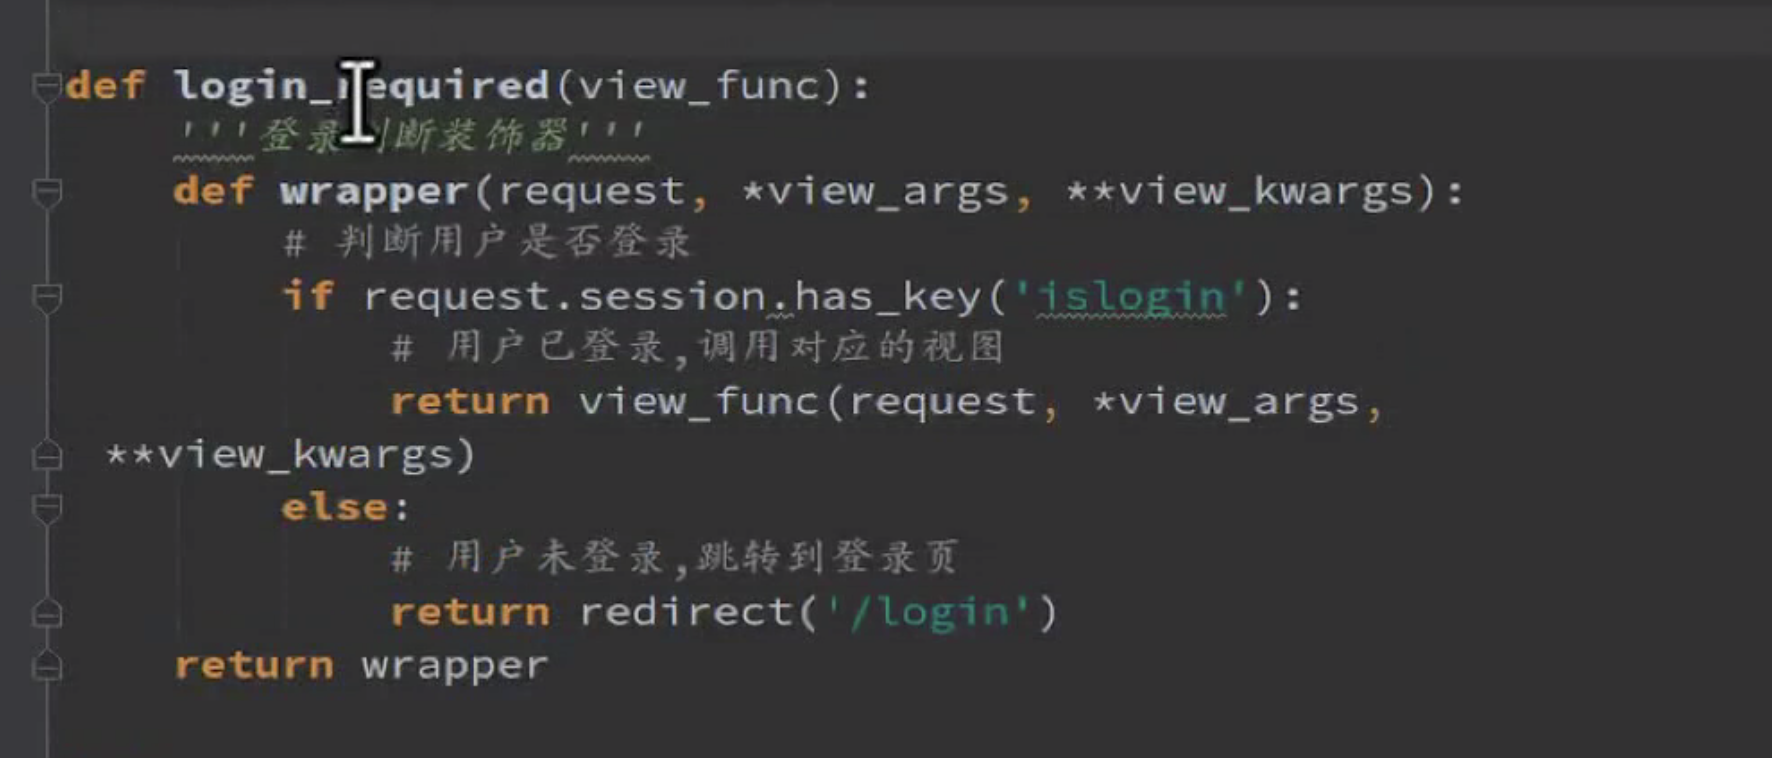 def login_required(view_func):
'''登录判断装饰器'''
def wrapper(request, *view_args, **view_kwargs):
# 判断用户是否登录
if request.session.has_key('islogin'):
# 用户已登录,调用对应的视图
return view_func(request, *view_args,
**view_kwargs)
else:
# 用户未登录,跳转到登录页
return redirect('/login')
return wrapper